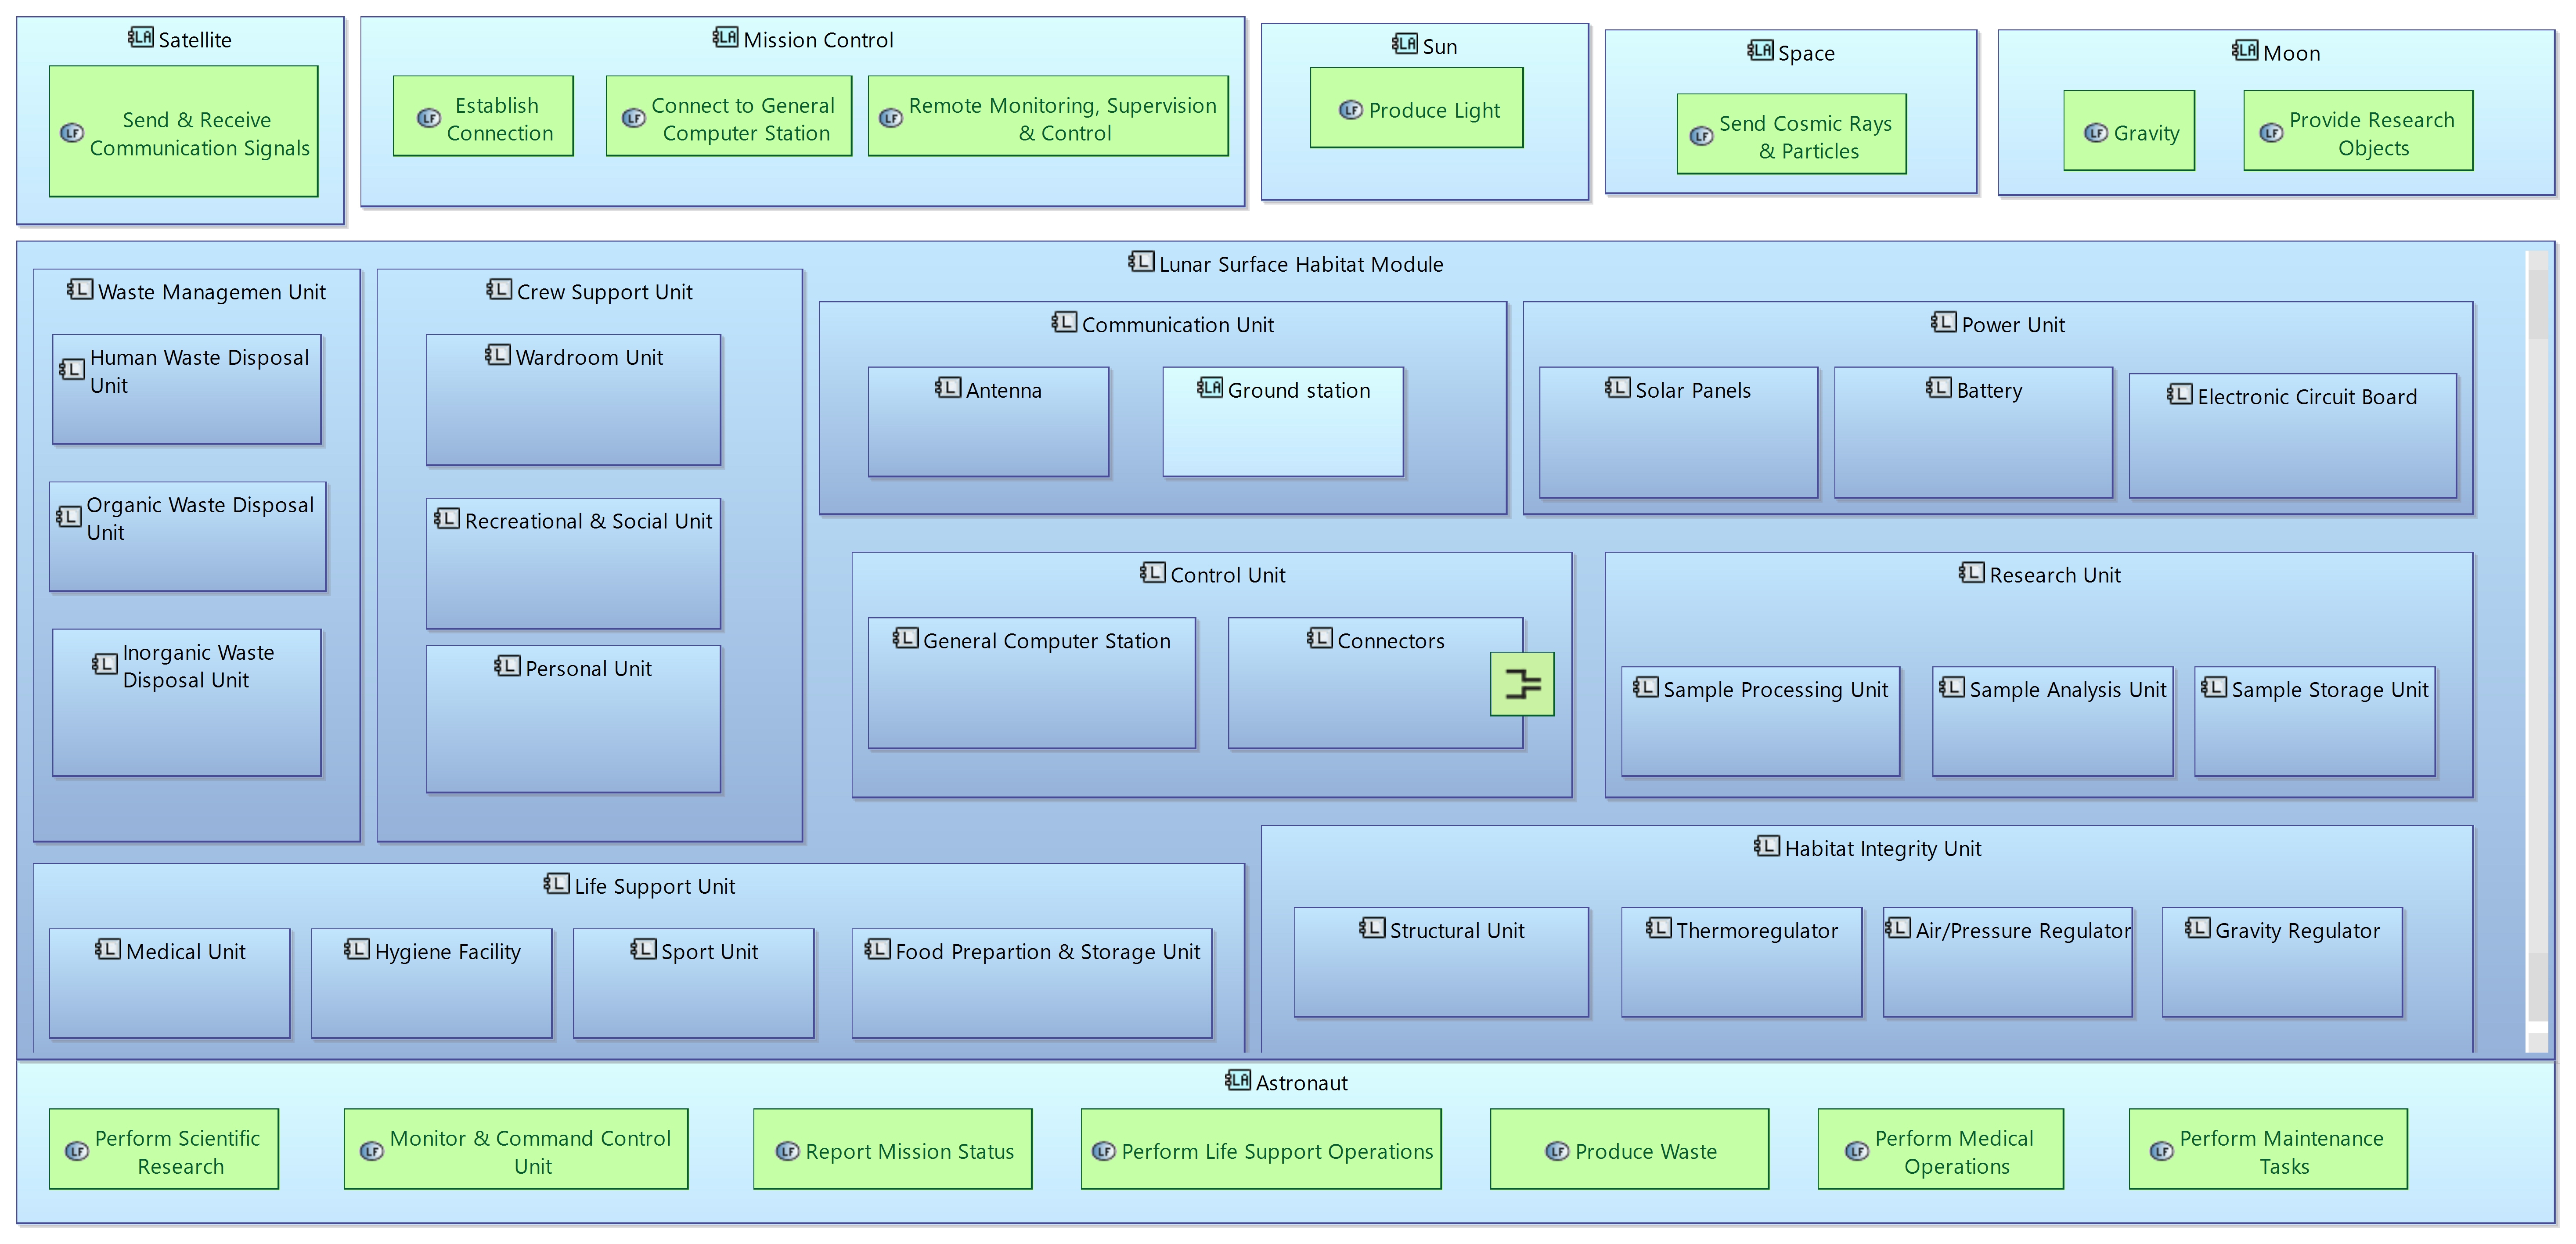 Satellite
Send & Receive
Communication Signals
Mission Control
Establish
Connection
Connect to General
Computer Station
Remote Monitoring, Supervision
& Control
Sun
Produce Light
Space
Send Cosmic Rays
& Particles
Moon
Gravity
Provide Research
Objects
Lunar Surface Habitat Module
Waste Managemen Unit
Human Waste Disposal
Unit
Organic Waste Disposal
Unit
Inorganic Waste
Disposal Unit
Crew Support Unit
Wardroom Unit
Recreational & Social Unit
Personal Unit
Communication Unit
Antenna
Ground station
Power Unit
Solar Panels
Battery
Electronic Circuit Board
Control Unit
General Computer Station
Connectors
Research Unit
Sample Processing Unit
Sample Analysis Unit
Sample Storage Unit
Life Support Unit
Medical Unit
Hygiene Facility
Sport Unit
Food Prepartion & Storage Unit
Habitat Integrity Unit
Structural Unit
Thermoregulator
Air/Pressure Regulator
Gravity Regulator
Astronaut
Perform Scientific
Research
Monitor & Command Control
Unit
Report Mission Status
Perform Life Support Operations
Produce Waste
Perform Medical
Operations
Perform Maintenance
Tasks